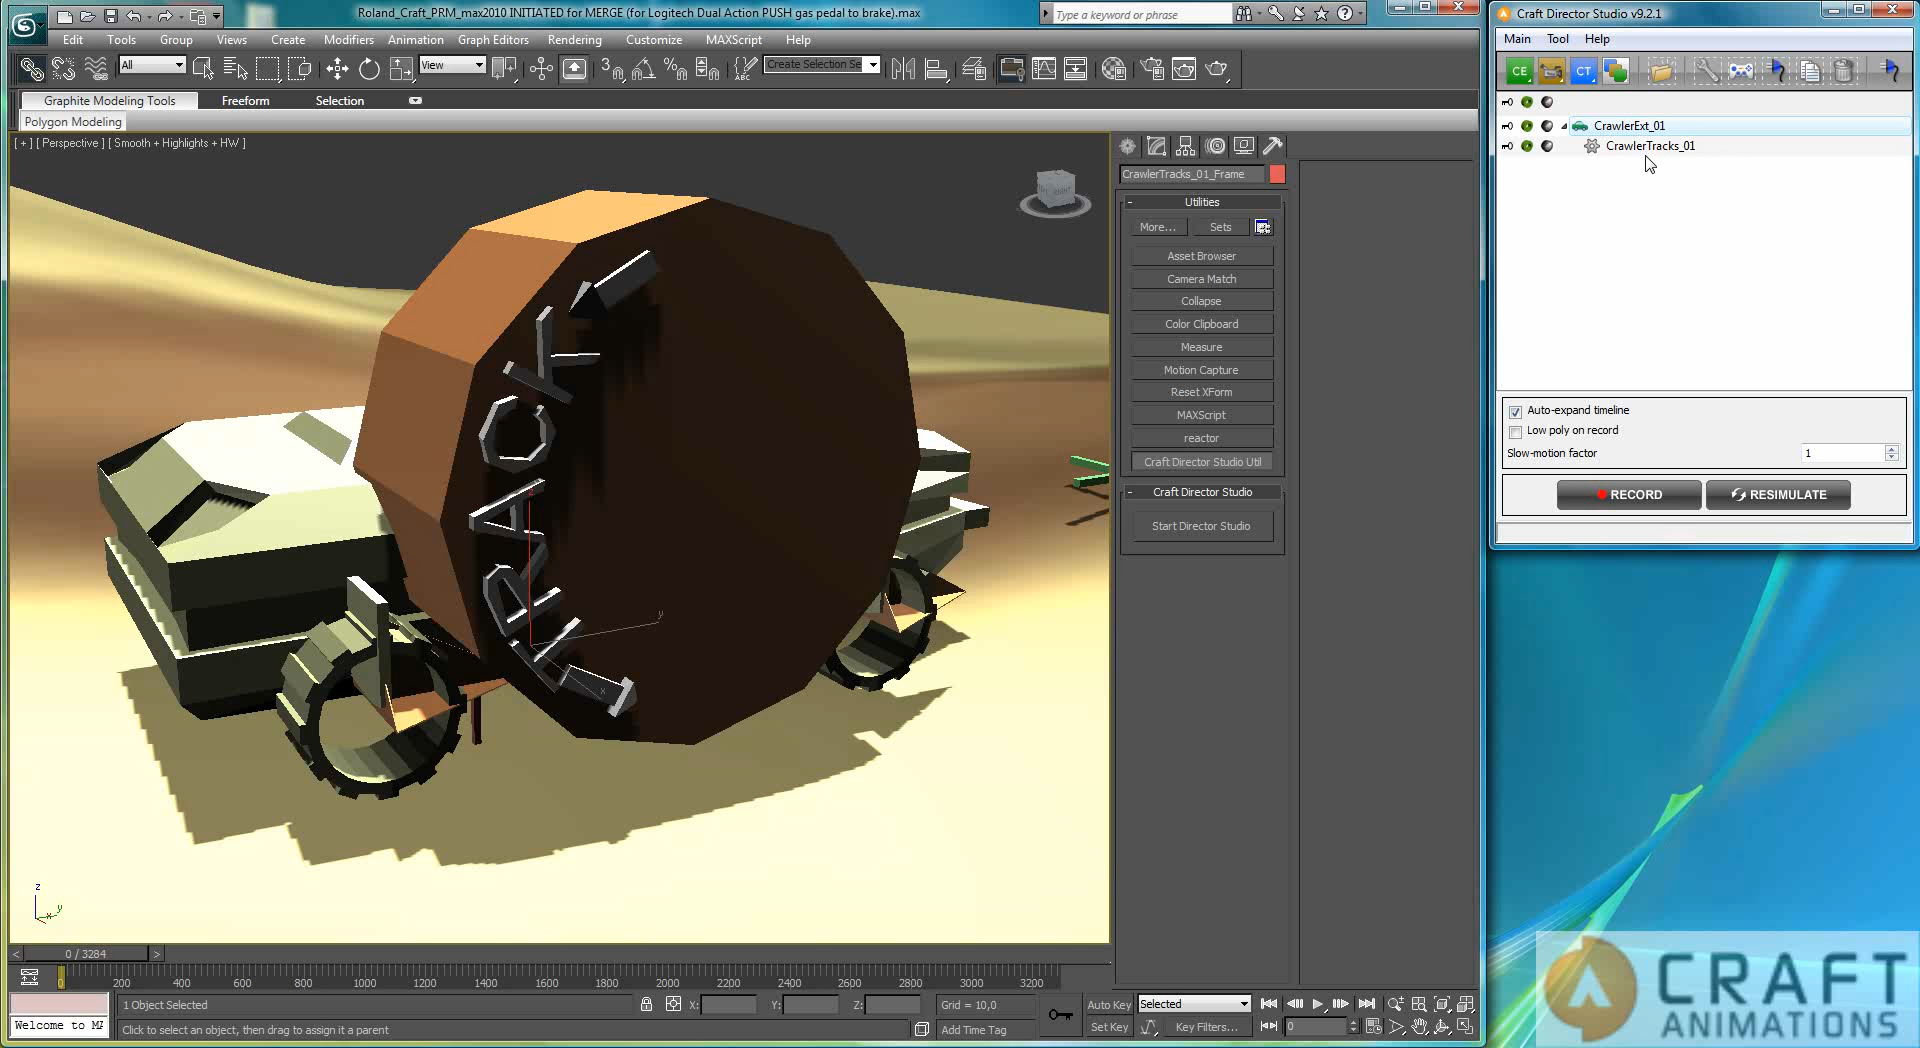 Roland_Craft_PRM_max2010 INITIATED for MERGE (for Logitech Dual Action PUSH gas pedal to brake).max
Type a keyword or phrase
Edit Tools Group Views Create Modifiers Animation Graph Editors Rendering Customize MAXScript Help
All View Create Selection Se
Graphite Modeling Tools Freeform Selection
Polygon Modeling
[ + ] [ Perspective ] [ Smooth + Highlights + HW ]
CrawlerTracks_01_Frame
- Utilities
More... Sets
Asset Browser
Camera Match
Collapse
Color Clipboard
Measure
Motion Capture
Reset XForm
MAXScript
reactor
Craft Director Studio Util
- Craft Director Studio
Start Director Studio
z
y
x
z
y
x
< 0 / 3284 >
0 200 400 600 800 1000 1200 1400 1600 1800 2000 2200 2400 2600 2800 3000 3200
1 Object Selected X: Y: Z: Grid = 10,0 Auto Key Selected
Welcome to MA Click to select an object, then drag to assign it a parent Add Time Tag Set Key Key Filters... 0
Craft Director Studio v9.2.1
Main Tool Help
CE CT
CrawlerExt_01
CrawlerTracks_01
Auto-expand timeline
Low poly on record
Slow-motion factor 1
RECORD RESIMULATE
CRAFT
ANIMATIONS